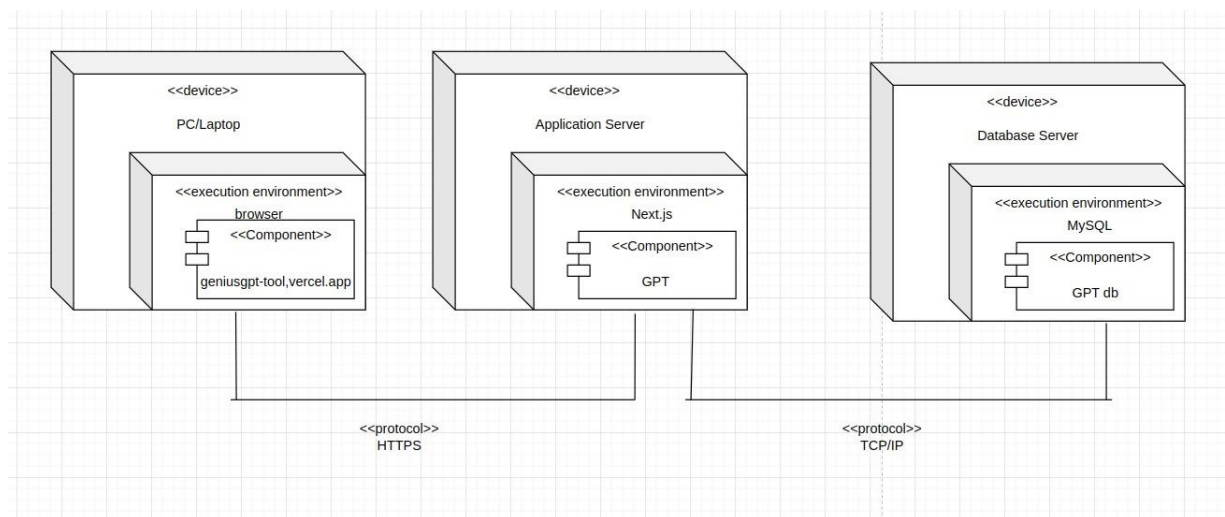 <<device>>
PC/Laptop
<<execution environment>>
browser
<<Component>>
geniusgpt-tool,vercel.app
<<device>>
Application Server
<<execution environment>>
Next.js
<<Component>>
GPT
<<device>>
Database Server
<<execution environment>>
MySQL
<<Component>>
GPT db
<<protocol>>
HTTPS
<<protocol>>
TCP/IP